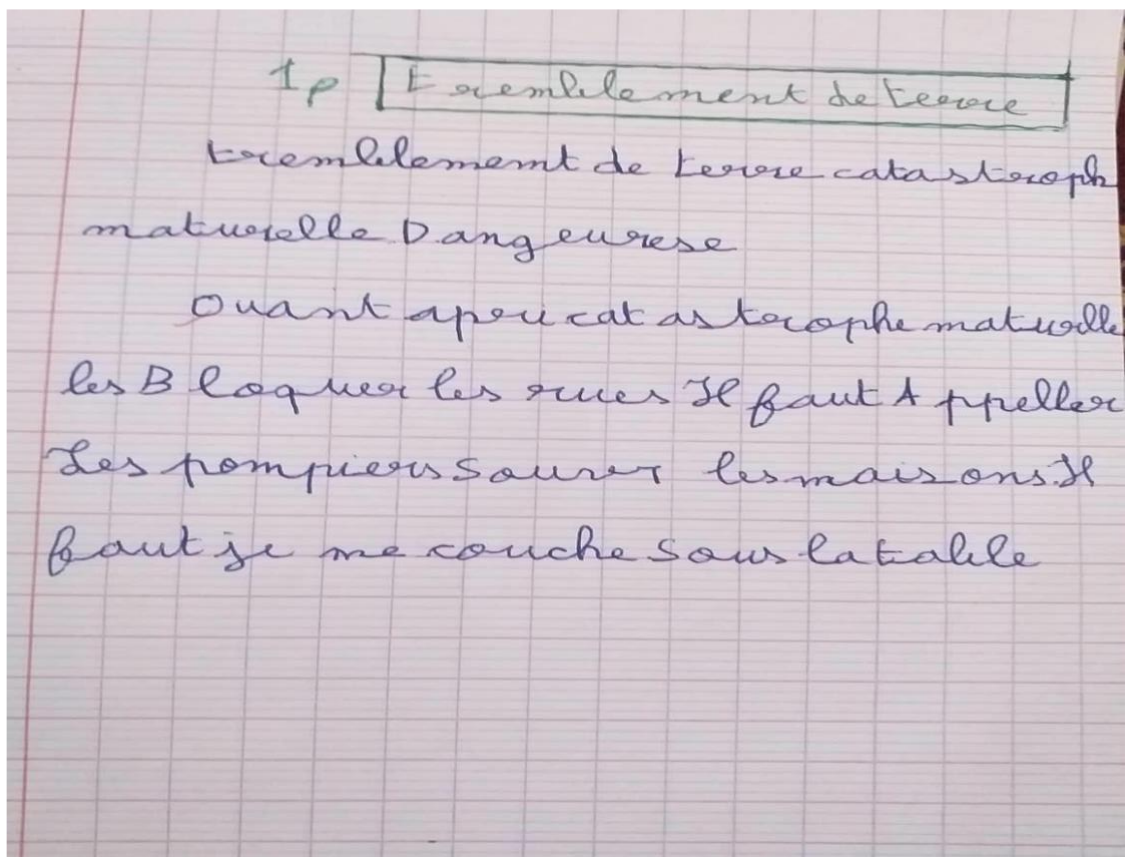 1p tremblement de terre
tremblement de terre catastroph
naturelle Dangeurese
Quant apri catastrophe naturelle
les Bloquer les rues Il faut Appeller
Les pompiers Sauver les maisons. Il
faut je me couche sous la table